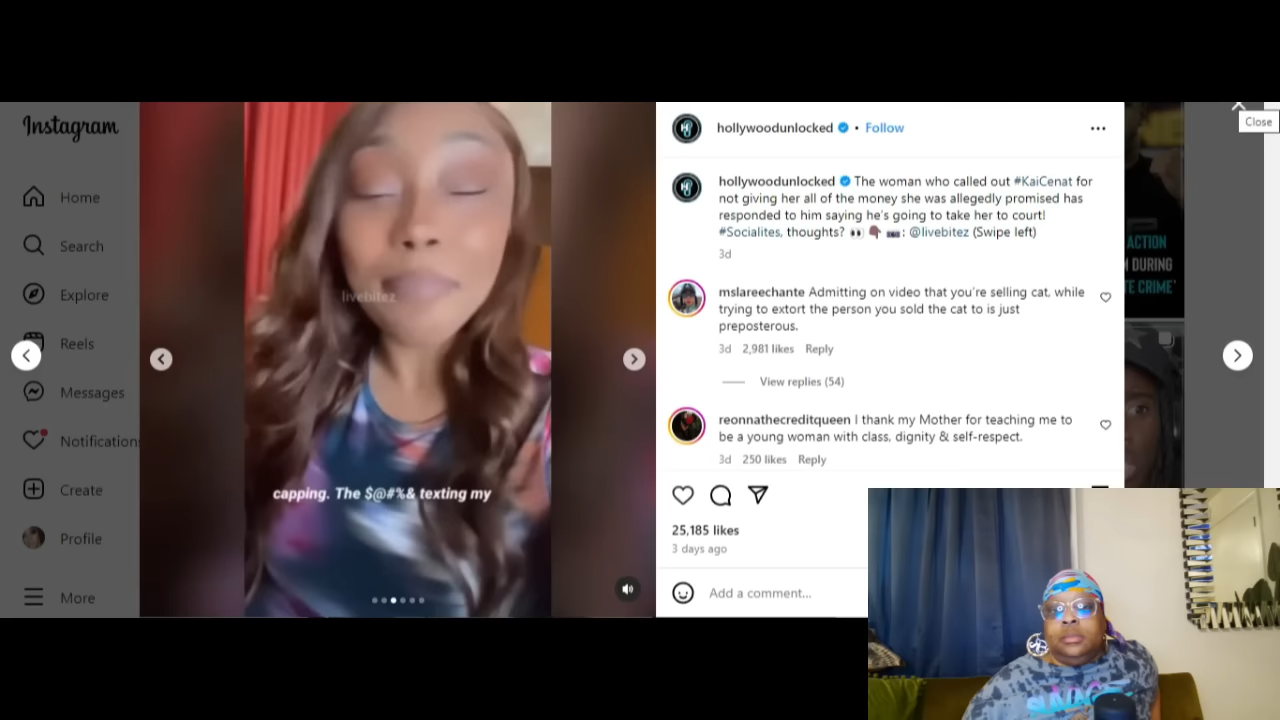 Instagram
Home
Search
Explore
Reels
Messages
Notifications
Create
Profile
More
livebitez
capping. The $@#%& texting my
hollywoodunlocked • Follow
hollywoodunlocked The woman who called out #KaiCenat for
not giving her all of the money she was allegedly promised has
responded to him saying he's going to take her to court!
#Socialites, thoughts? 👀 👇🏾 📷: @livebitez (Swipe left)
3d
mslareechante Admitting on video that you're selling cat, while
trying to extort the person you sold the cat to is just
preposterous.
3d 2,981 likes Reply
View replies (54)
reonnathecreditqueen I thank my Mother for teaching me to
be a young woman with class, dignity & self-respect.
3d 250 likes Reply
25,185 likes
3 days ago
Add a comment...
Close
ACTION
DURING
CRIME'